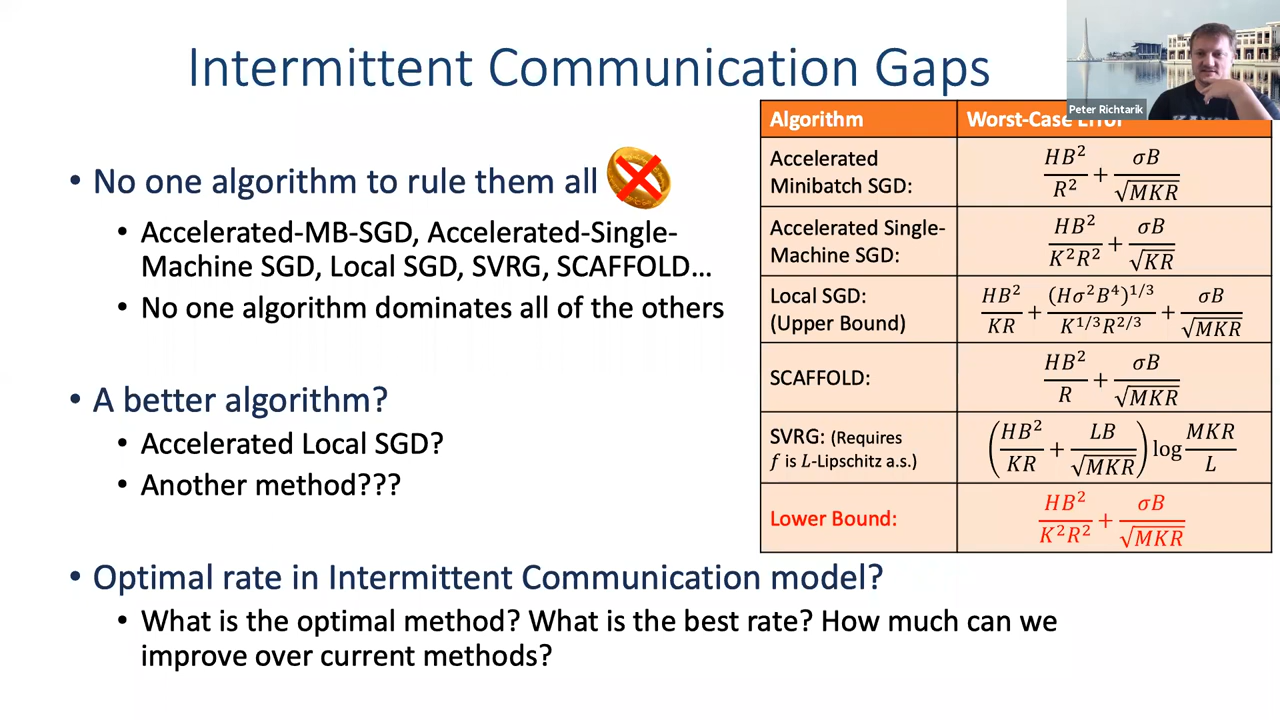 Intermittent Communication Gaps
Peter Richtarik
• No one algorithm to rule them all
• Accelerated-MB-SGD, Accelerated-Single-
Machine SGD, Local SGD, SVRG, SCAFFOLD…
• No one algorithm dominates all of the others
• A better algorithm?
• Accelerated Local SGD?
• Another method???
• Optimal rate in Intermittent Communication model?
• What is the optimal method? What is the best rate? How much can we
improve over current methods?
Algorithm Worst-Case Error
Accelerated
Minibatch SGD:
HB²/R² + σB/√(MKR)
Accelerated Single-
Machine SGD:
HB²/K²R² + σB/√(KR)
Local SGD:
(Upper Bound)
HB²/KR + (Hσ²B⁴)^(1/3)/K^(1/3)R^(2/3) + σB/√(MKR)
SCAFFOLD:
HB²/R + σB/√(MKR)
SVRG: (Requires
f is L-Lipschitz a.s.)
(HB²/KR + LB/√(MKR)) log MKR/L
Lower Bound:
HB²/K²R² + σB/√(MKR)